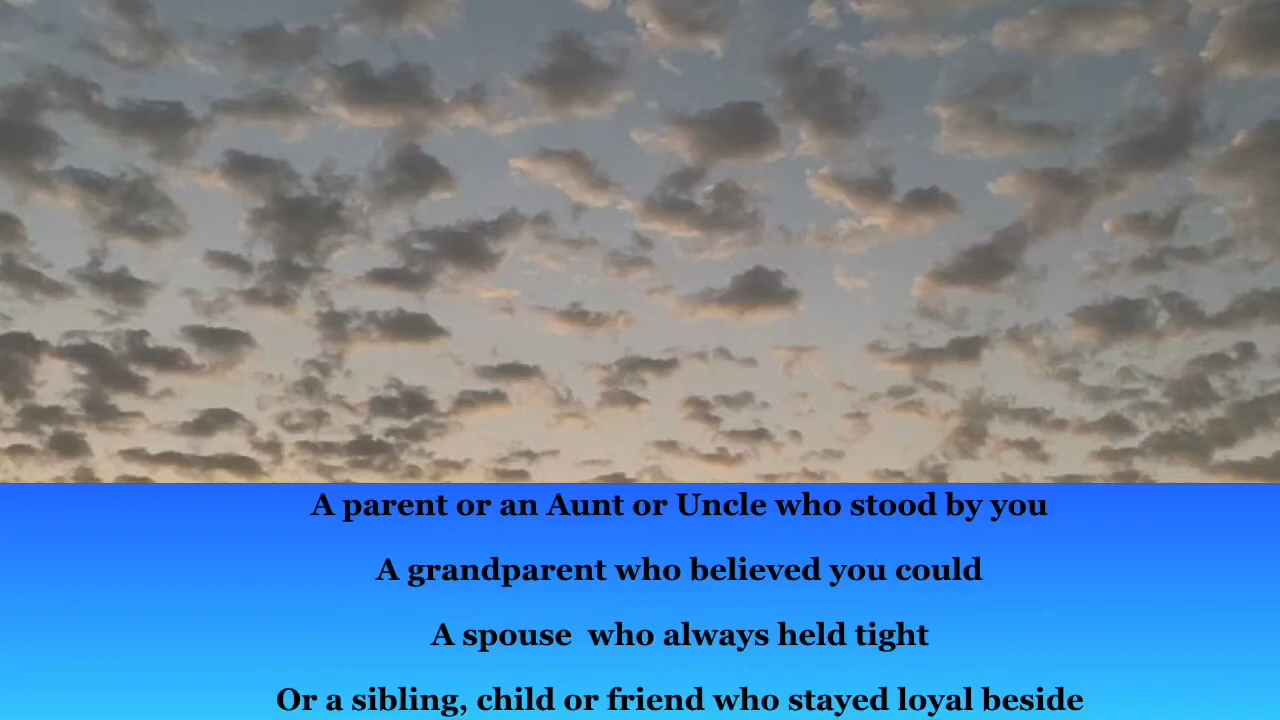 A parent or an Aunt or Uncle who stood by you
A grandparent who believed you could
A spouse  who always held tight
Or a sibling, child or friend who stayed loyal beside